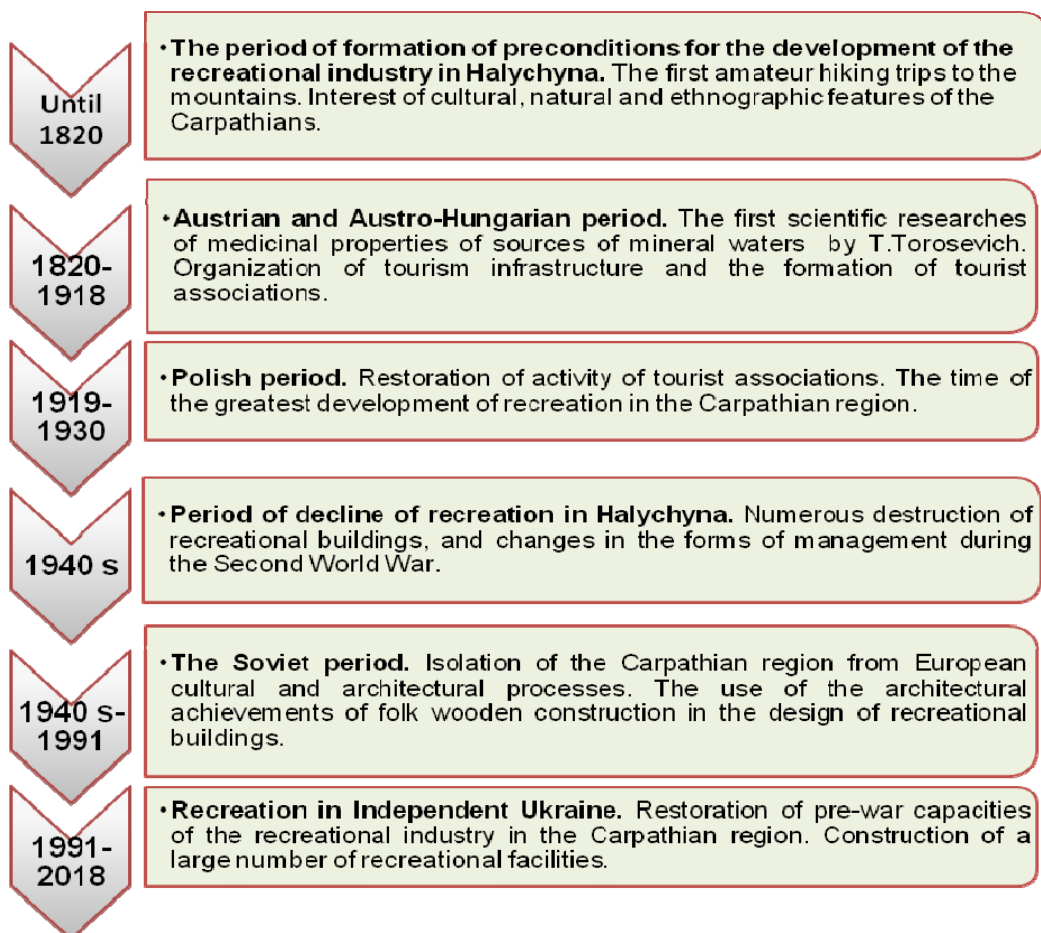 Until
1820
• The period of formation of preconditions for the development of the
recreational industry in Halychyna. The first amateur hiking trips to the
mountains. Interest of cultural, natural and ethnographic features of the
Carpathians.
1820-
1918
• Austrian and Austro-Hungarian period. The first scientific researches
of medicinal properties of sources of mineral waters by T.Torosevich.
Organization of tourism infrastructure and the formation of tourist
associations.
1919-
1930
• Polish period. Restoration of activity of tourist associations. The time of
the greatest development of recreation in the Carpathian region.
1940 s
• Period of decline of recreation in Halychyna. Numerous destruction of
recreational buildings, and changes in the forms of management during
the Second World War.
1940 s-
1991
• The Soviet period. Isolation of the Carpathian region from European
cultural and architectural processes. The use of the architectural
achievements of folk wooden construction in the design of recreational
buildings.
1991-
2018
• Recreation in Independent Ukraine. Restoration of pre-war capacities
of the recreational industry in the Carpathian region. Construction of a
large number of recreational facilities.